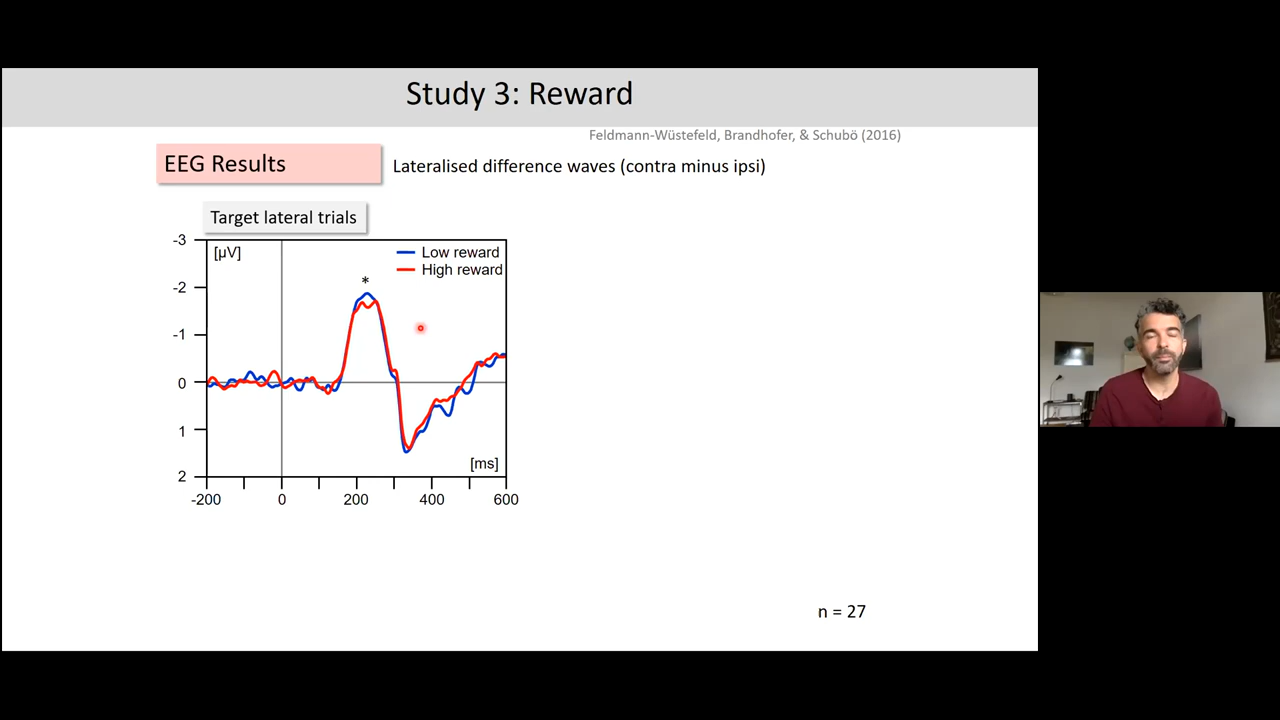 Study 3: Reward
Feldmann-Wüstefeld, Brandhofer, & Schubö (2016)
EEG Results
Lateralised difference waves (contra minus ipsi)
Target lateral trials
-3
[µV]
Low reward
High reward
*
-2
-1
0
1
[ms]
2
-200
0
200
400
600
n = 27